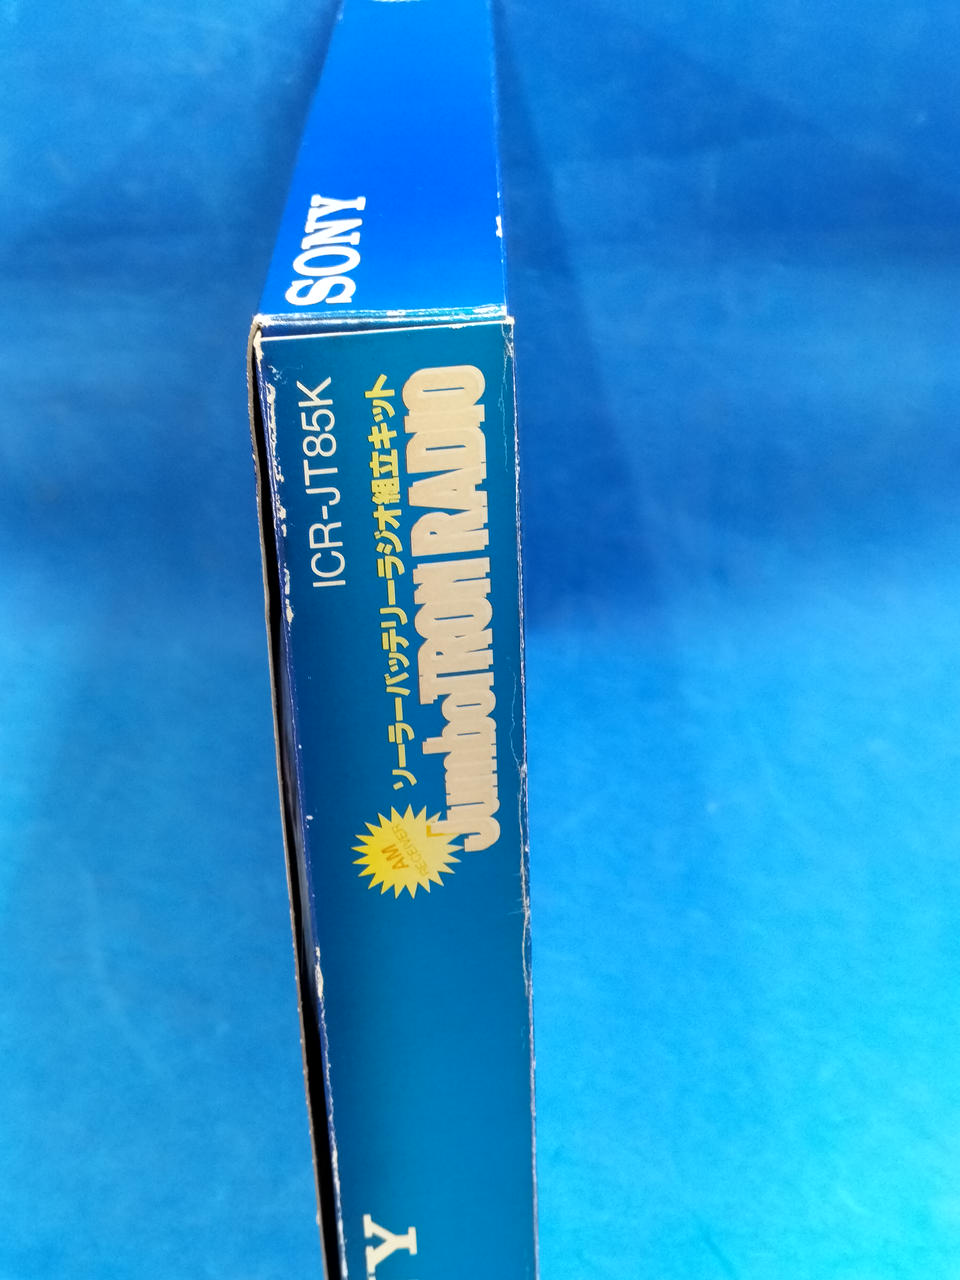 SONY
ICR-JT85K
ソーラーバッテリーラジオ組立キット
JumboTRON RADIO
AM
RECEIVER